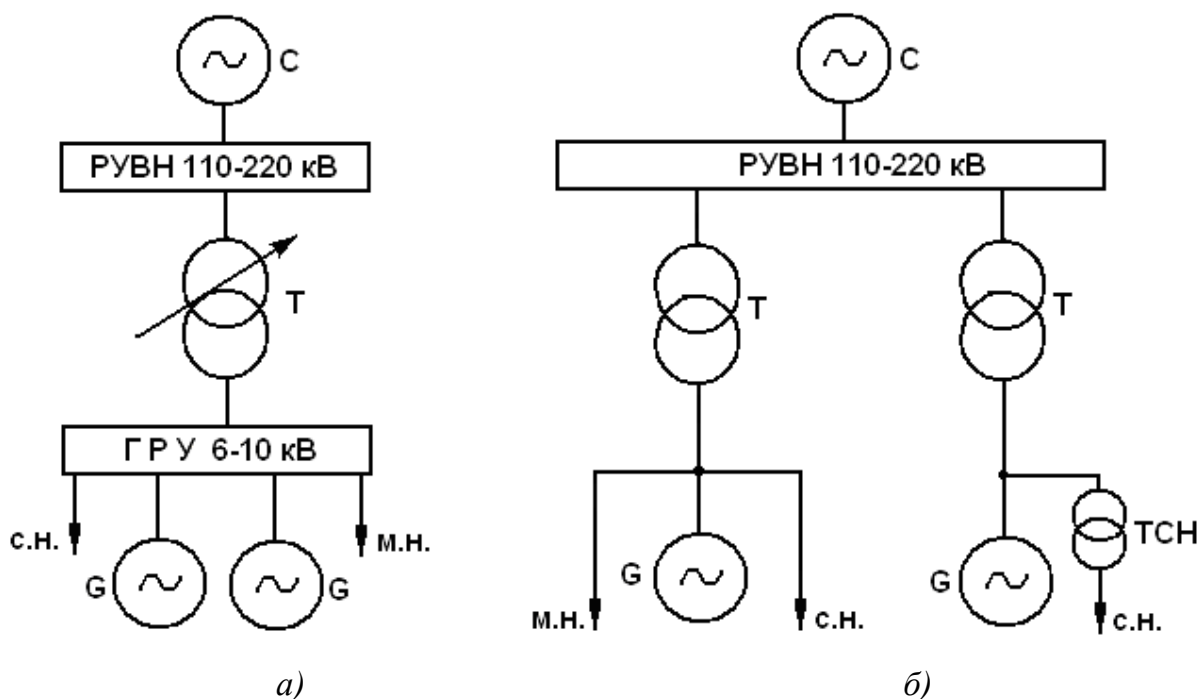 С
РУВН 110-220 кВ
Т
Г Р У 6-10 кВ
с.н.
м.н.
G
G
а)
С
РУВН 110-220 кВ
Т
Т
ТСН
G
G
м.н.
с.н.
с.н.
б)